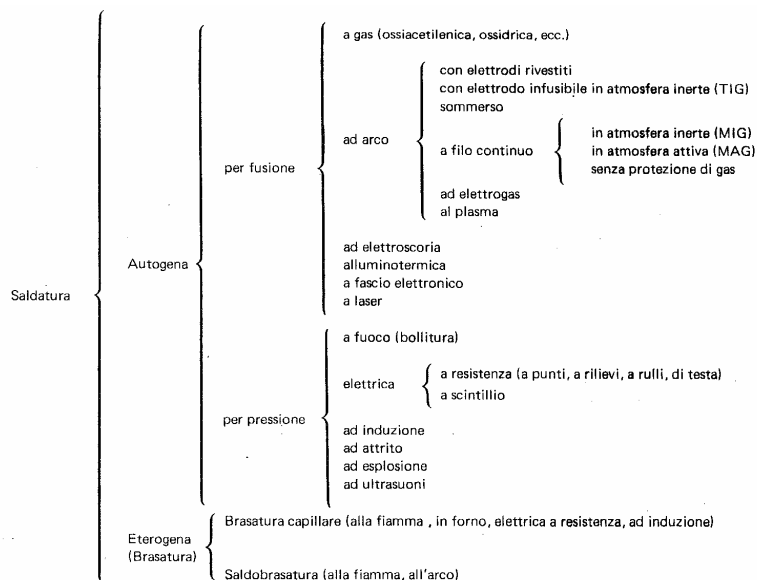 a gas (ossiacetilenica, ossidrica, ecc.)
con elettrodi rivestiti
con elettrodo infusibile in atmosfera inerte (TIG)
sommerso
ad arco
a filo continuo
in atmosfera inerte (MIG)
in atmosfera attiva (MAG)
senza protezione di gas
per fusione
ad elettrogas
al plasma
ad elettroscoria
alluminotermica
a fascio elettronico
a laser
Autogena
Saldatura
a fuoco (bollitura)
elettrica
a resistenza (a punti, a rilievi, a rulli, di testa)
a scintillio
per pressione
ad induzione
ad attrito
ad esplosione
ad ultrasuoni
Eterogena
(Brasatura)
Brasatura capillare (alla fiamma , in forno, elettrica a resistenza, ad induzione)
Saldobrasatura (alla fiamma, all'arco)